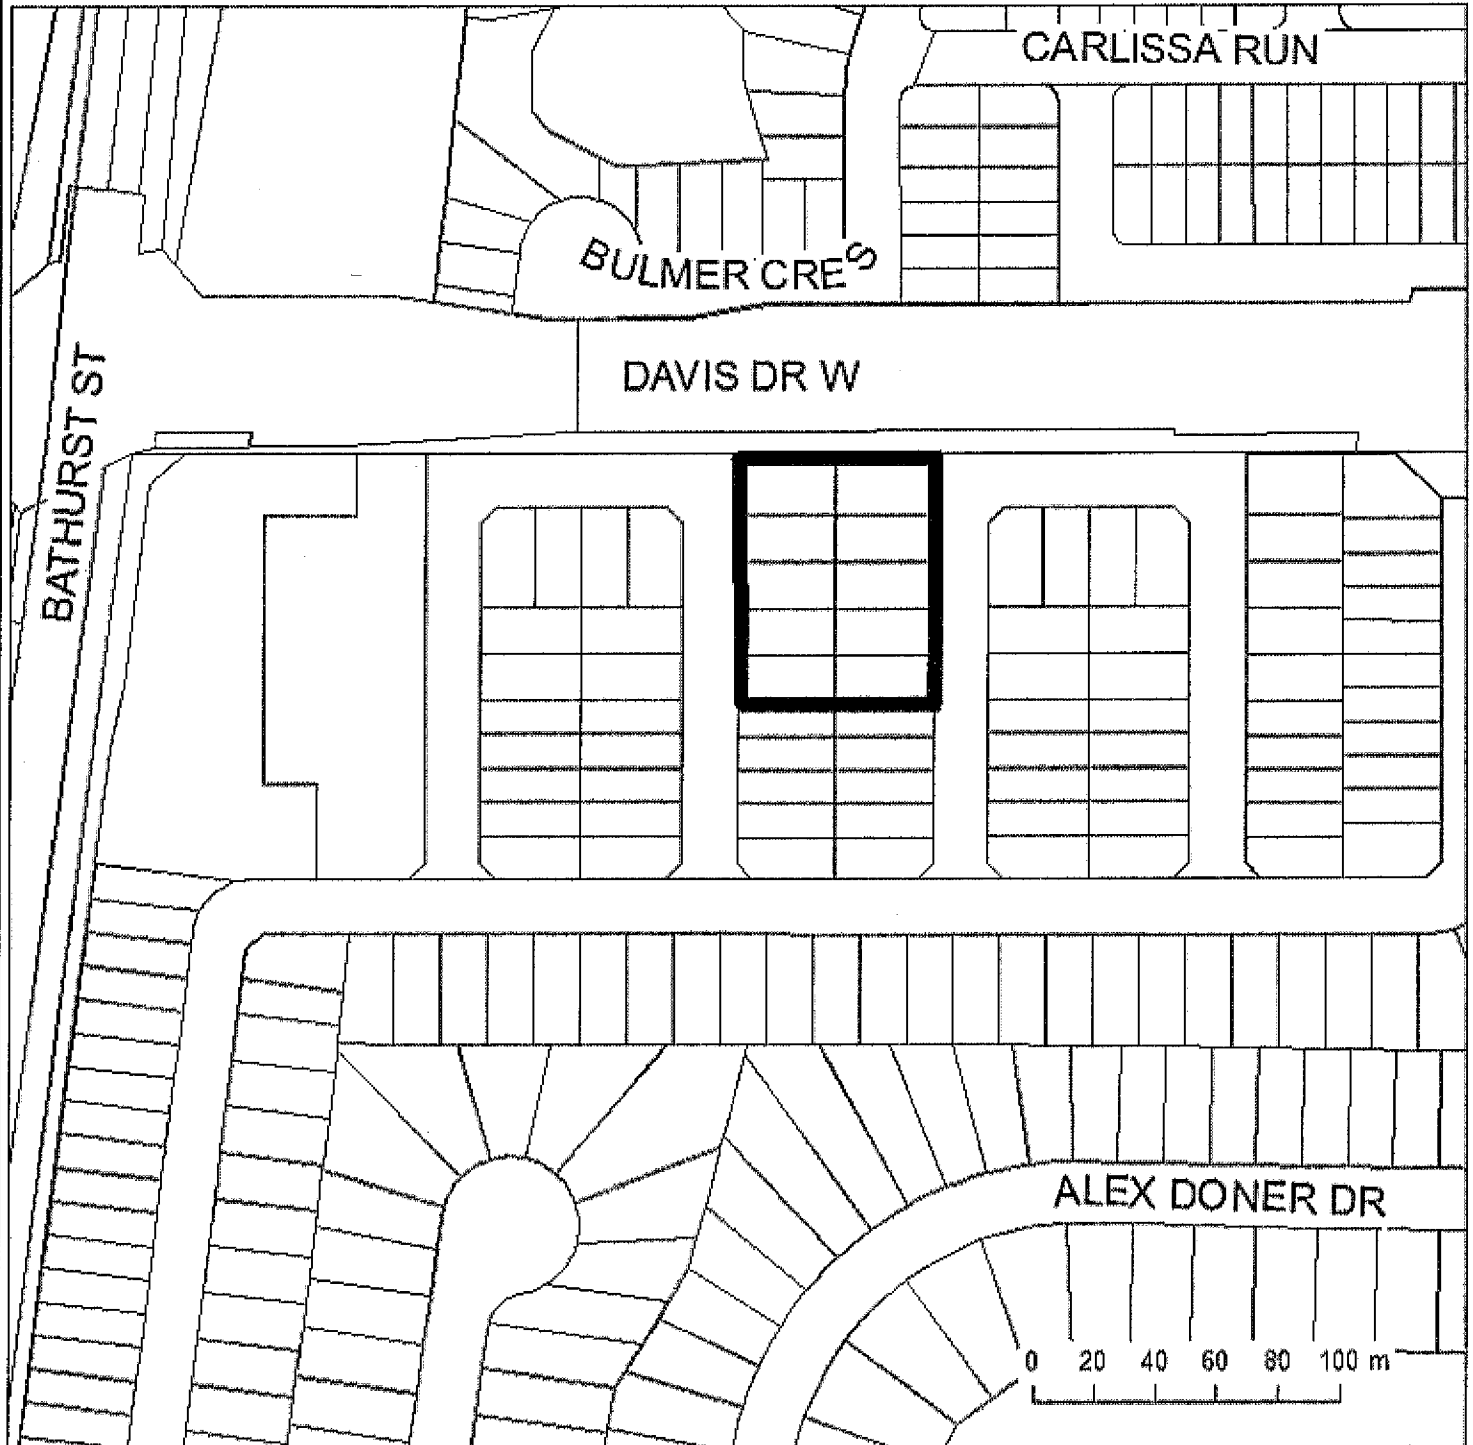 CARLISSA RUN
BULMER CRES
DAVIS DR W
BATHURST ST
ALEX DONER DR
0 20 40 60 80 100 m